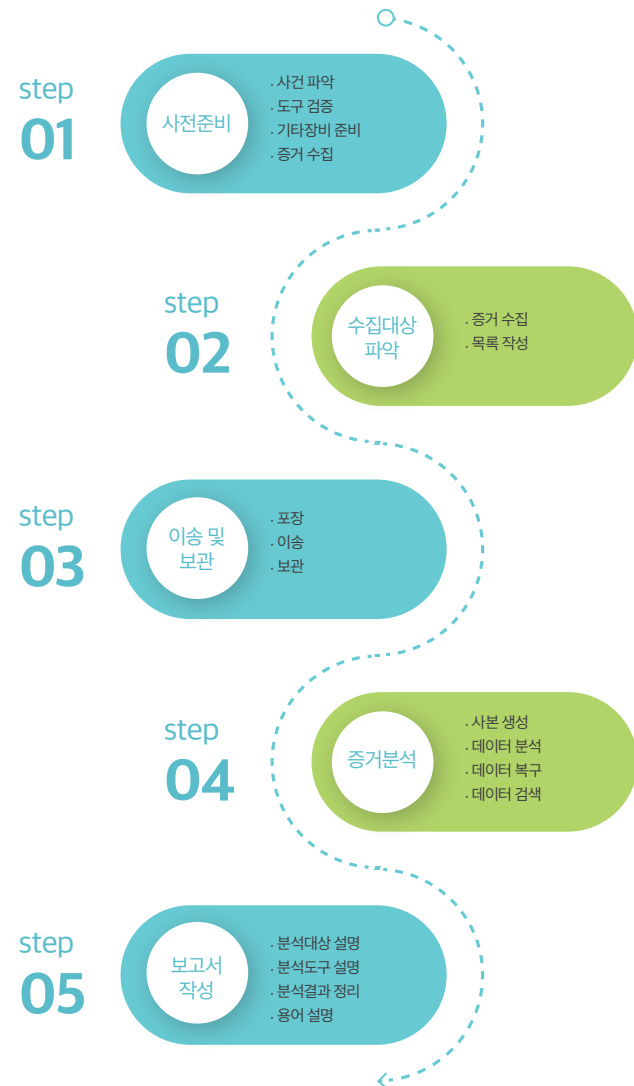 step
01
사전준비
. 사건 파악
. 도구 검증
. 기타장비 준비
. 증거 수집
step
02
수집대상
파악
. 증거 수집
. 목록 작성
step
03
이송 및
보관
. 포장
. 이송
. 보관
step
04
증거분석
. 사본 생성
. 데이터 분석
. 데이터 복구
. 데이터 검색
step
05
보고서
작성
. 분석대상 설명
. 분석도구 설명
. 분석결과 정리
. 용어 설명